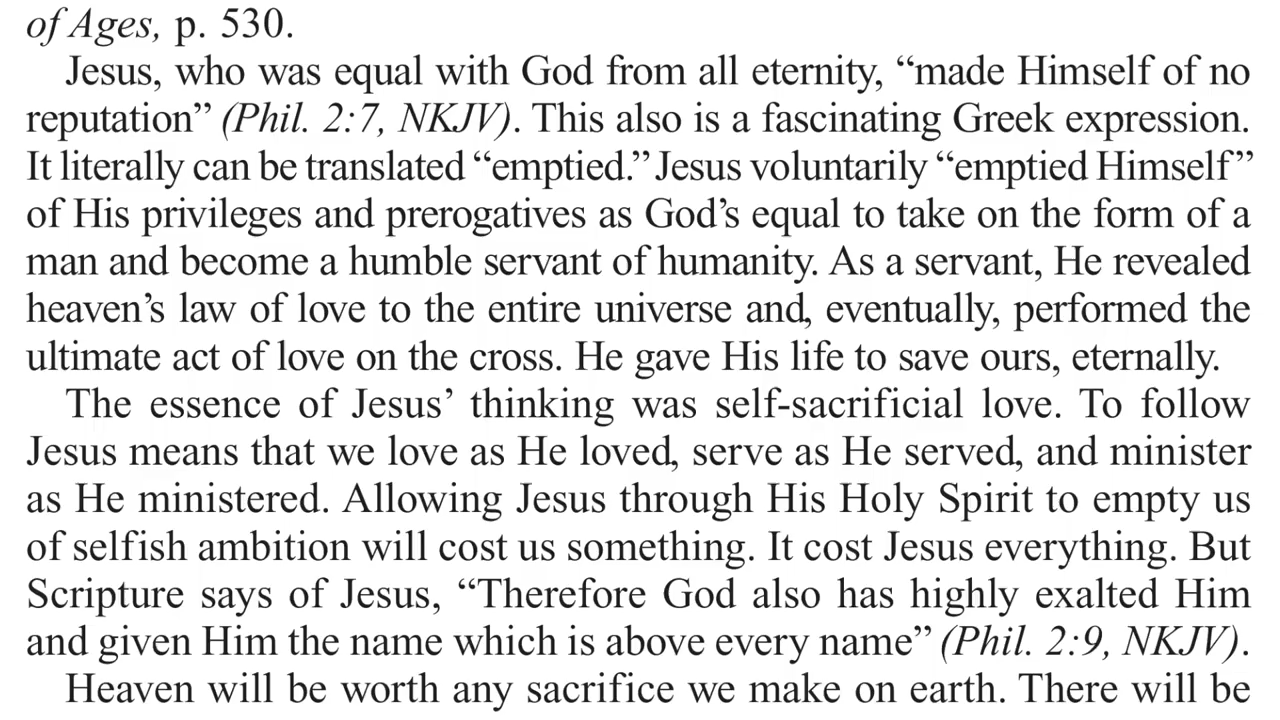 of Ages, p. 530.
Jesus, who was equal with God from all eternity, “made Himself of no
reputation” (Phil. 2:7, NKJV). This also is a fascinating Greek expression.
It literally can be translated “emptied.” Jesus voluntarily “emptied Himself”
of His privileges and prerogatives as God’s equal to take on the form of a
man and become a humble servant of humanity. As a servant, He revealed
heaven’s law of love to the entire universe and, eventually, performed the
ultimate act of love on the cross. He gave His life to save ours, eternally.
The essence of Jesus’ thinking was self-sacrificial love. To follow
Jesus means that we love as He loved, serve as He served, and minister
as He ministered. Allowing Jesus through His Holy Spirit to empty us
of selfish ambition will cost us something. It cost Jesus everything. But
Scripture says of Jesus, “Therefore God also has highly exalted Him
and given Him the name which is above every name” (Phil. 2:9, NKJV).
Heaven will be worth any sacrifice we make on earth. There will be